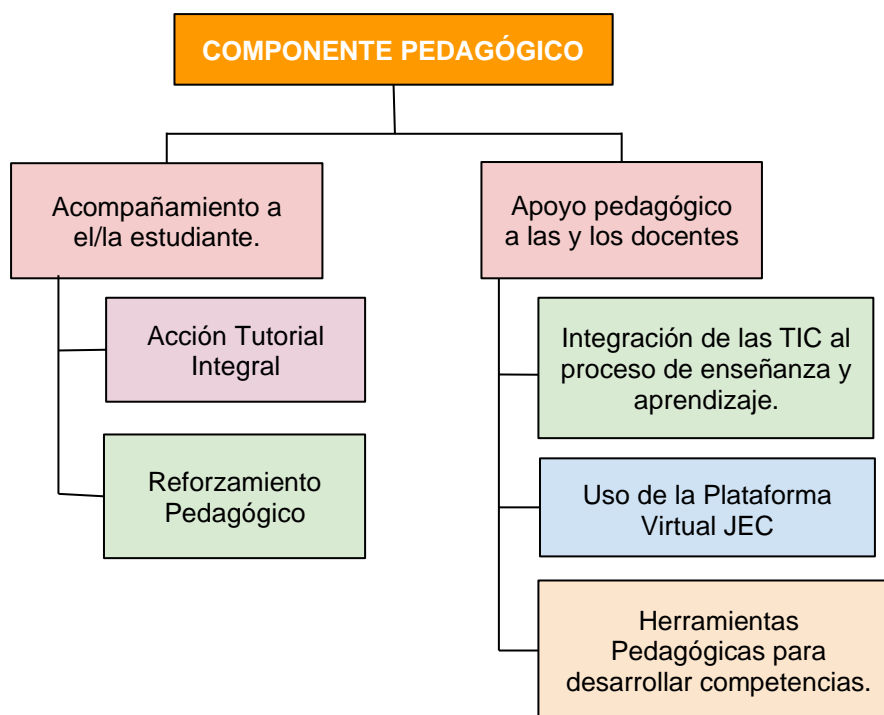 COMPONENTE PEDAGÓGICO
Acompañamiento a
el/la estudiante.
Acción Tutorial
Integral
Reforzamiento
Pedagógico
Apoyo pedagógico
a las y los docentes
Integración de las TIC al
proceso de enseñanza y
aprendizaje.
Uso de la Plataforma
Virtual JEC
Herramientas
Pedagógicas para
desarrollar competencias.